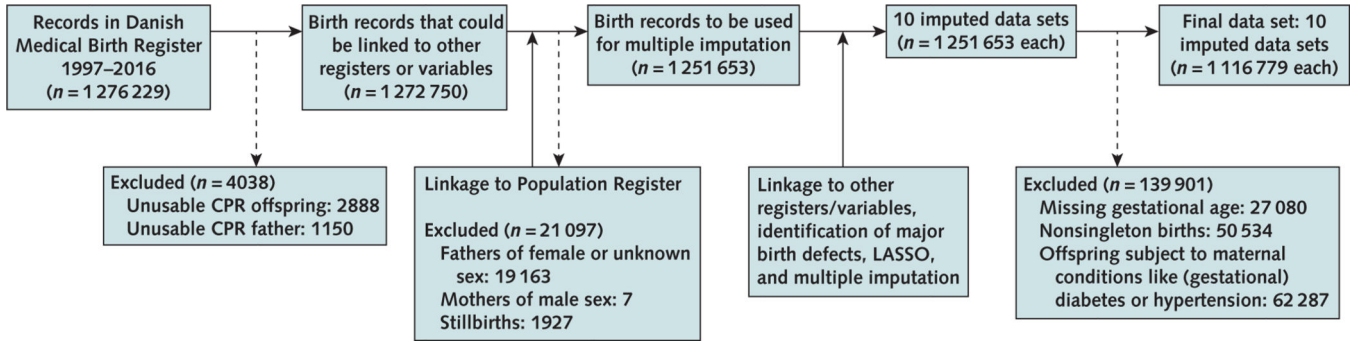 Records in Danish
Medical Birth Register
1997–2016
(n = 1 276 229)
Birth records that could
be linked to other
registers or variables
(n = 1 272 750)
Birth records to be used
for multiple imputation
(n = 1 251 653)
10 imputed data sets
(n = 1 251 653 each)
Final data set: 10
imputed data sets
(n = 1 116 779 each)
Excluded (n = 4038)
Unusable CPR offspring: 2888
Unusable CPR father: 1150
Linkage to Population Register
Excluded (n = 21 097)
Fathers of female or unknown
sex: 19 163
Mothers of male sex: 7
Stillbirths: 1927
Linkage to other
registers/variables,
identification of major
birth defects, LASSO,
and multiple imputation
Excluded (n = 139 901)
Missing gestational age: 27 080
Nonsingleton births: 50 534
Offspring subject to maternal
conditions like (gestational)
diabetes or hypertension: 62 287